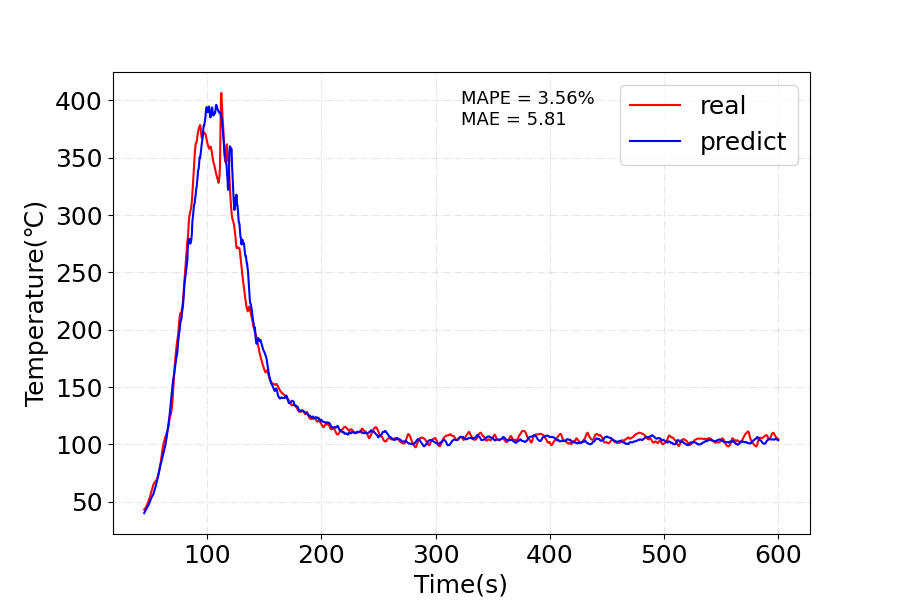 MAPE = 3.56%
MAE = 5.81
real
predict
400
350
300
250
200
150
100
50
Temperature(℃)
100 200 300 400 500 600
Time(s)